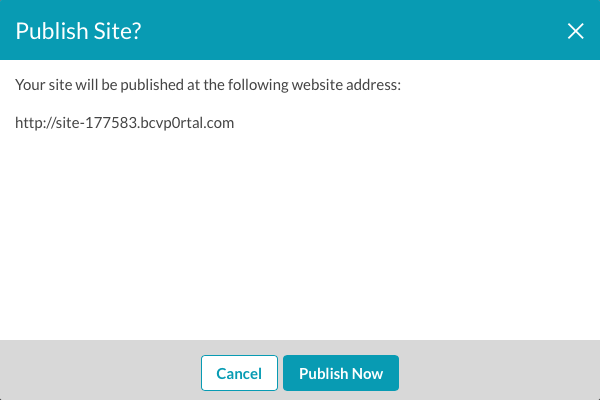 Publish Site?
Your site will be published at the following website address:
http://site-177583.bcvp0rtal.com
Cancel
Publish Now